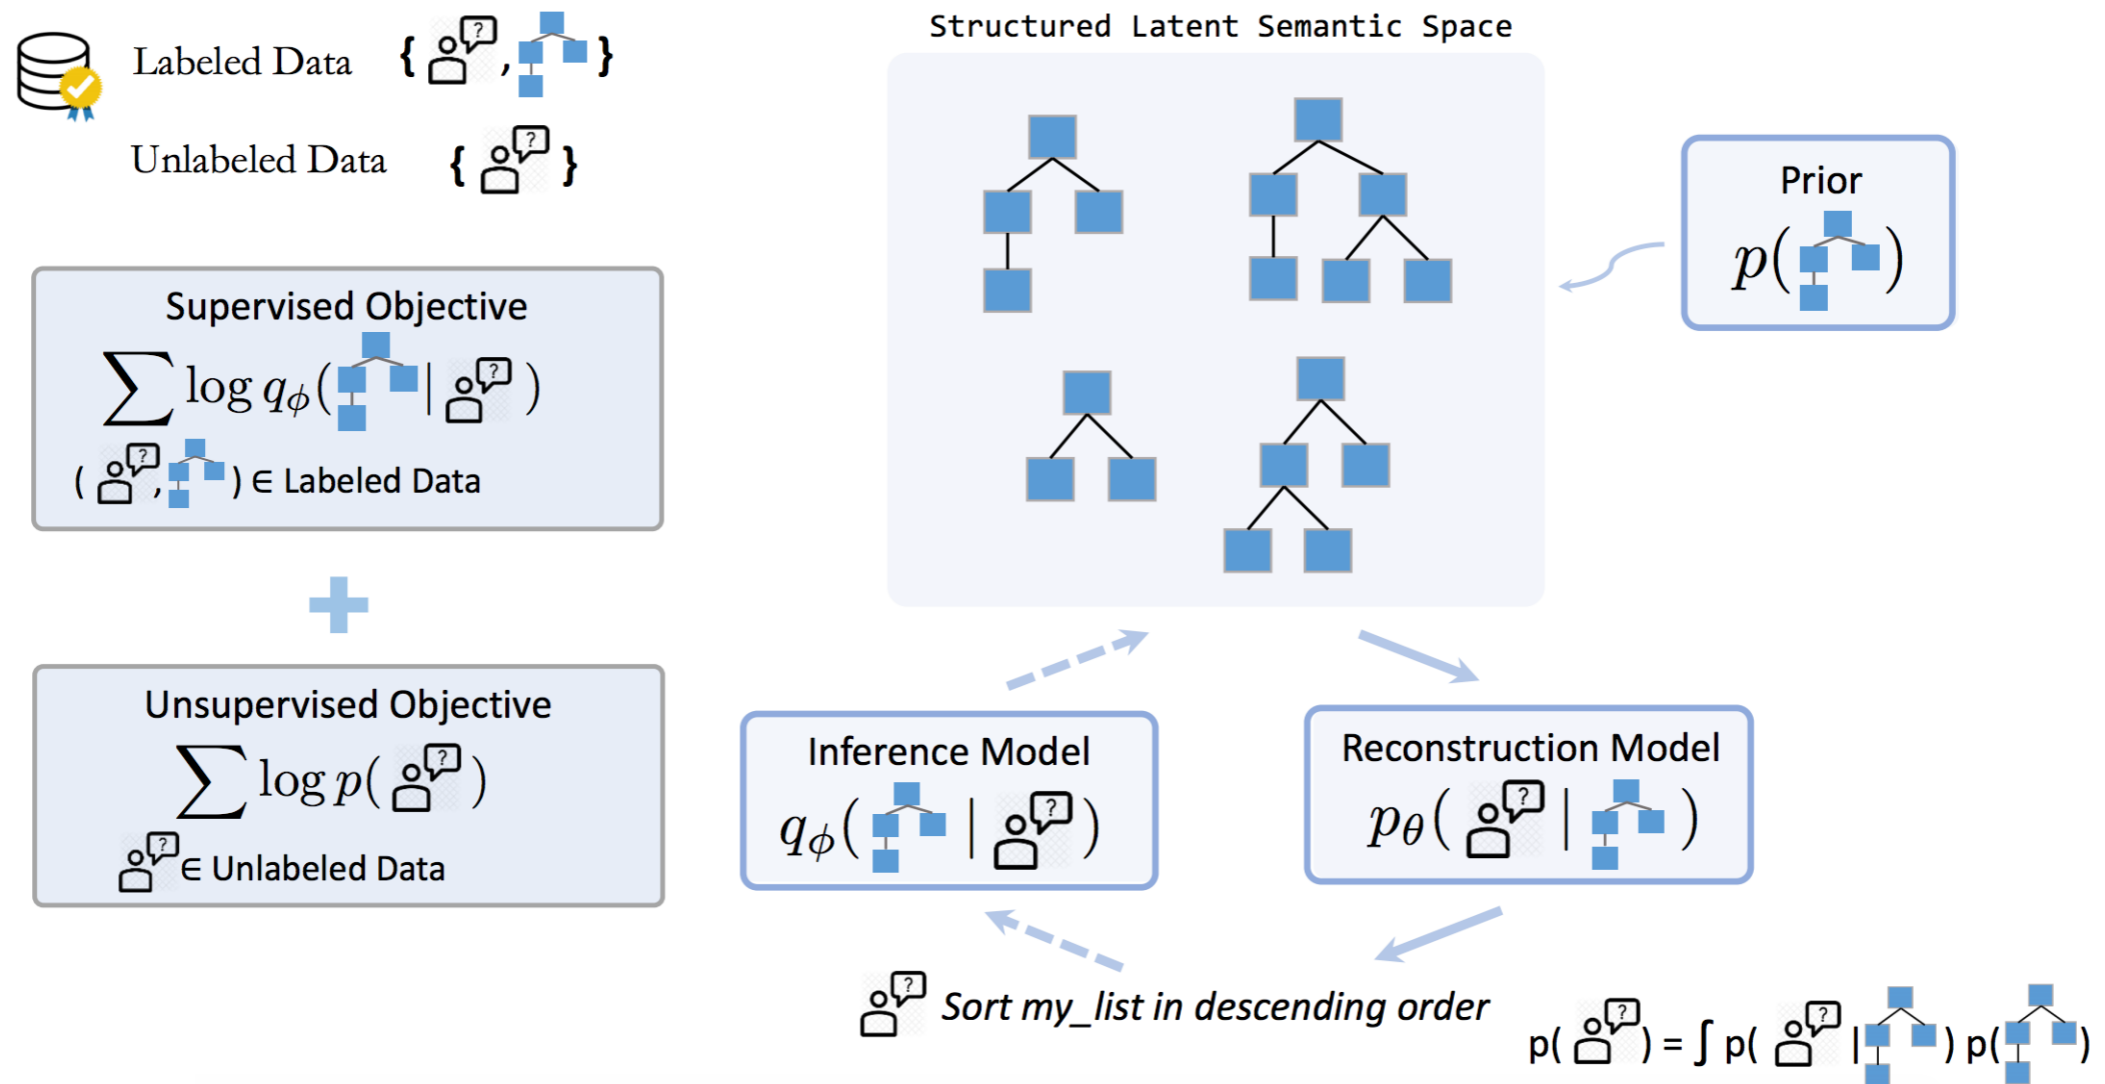 Structured Latent Semantic Space
Labeled Data { , }
Unlabeled Data { }
Prior
p( )
Supervised Objective
∑ log qϕ( | )
( , ) ∈ Labeled Data
Unsupervised Objective
∑ log p( )
∈ Unlabeled Data
Inference Model
qϕ( | )
Reconstruction Model
pθ( | )
Sort my_list in descending order
p( ) = ∫ p( | ) p( )